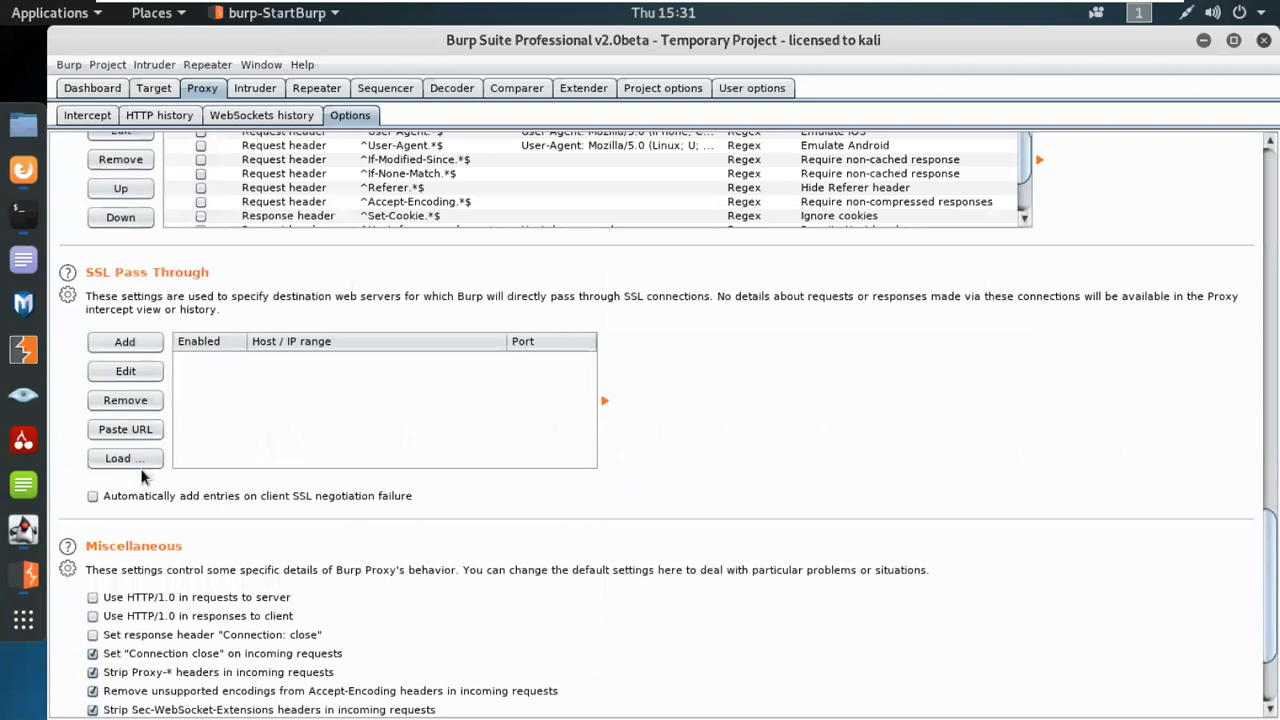 Applications Places burp-StartBurp Thu 15:31 1
Burp Suite Professional v2.0beta - Temporary Project - licensed to kali
Burp Project Intruder Repeater Window Help
Dashboard Target Proxy Intruder Repeater Sequencer Decoder Comparer Extender Project options User options
Intercept HTTP history WebSockets history Options
Edit Request header ^User-Agent.*$ User-Agent: Mozilla/5.0 (iPhone; C... Regex Emulate iOS
Request header ^User-Agent.*$ User-Agent: Mozilla/5.0 (Linux; U; ... Regex Emulate Android
Remove Request header ^If-Modified-Since.*$ Regex Require non-cached response
Request header ^If-None-Match.*$ Regex Require non-cached response
Up Request header ^Referer.*$ Regex Hide Referer header
Request header ^Accept-Encoding.*$ Regex Require non-compressed responses
Down Response header ^Set-Cookie.*$ Regex Ignore cookies
? SSL Pass Through
These settings are used to specify destination web servers for which Burp will directly pass through SSL connections. No details about requests or responses made via these connections will be available in the Proxy
intercept view or history.
Add Enabled Host / IP range Port
Edit
Remove
Paste URL
Load ...
Automatically add entries on client SSL negotiation failure
? Miscellaneous
These settings control some specific details of Burp Proxy's behavior. You can change the default settings here to deal with particular problems or situations.
Use HTTP/1.0 in requests to server
Use HTTP/1.0 in responses to client
Set response header "Connection: close"
Set "Connection close" on incoming requests
Strip Proxy-* headers in incoming requests
Remove unsupported encodings from Accept-Encoding headers in incoming requests
Strip Sec-WebSocket-Extensions headers in incoming requests